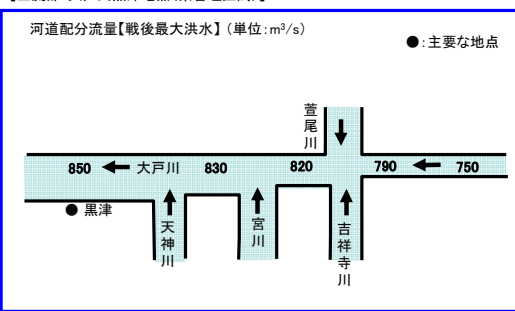 河道配分流量【戦後最大洪水】(単位:m³/s)
●:主要な地点
萱尾川
850 大戸川 830 820 790 750
● 黒津
天神川
宮川
吉祥寺川